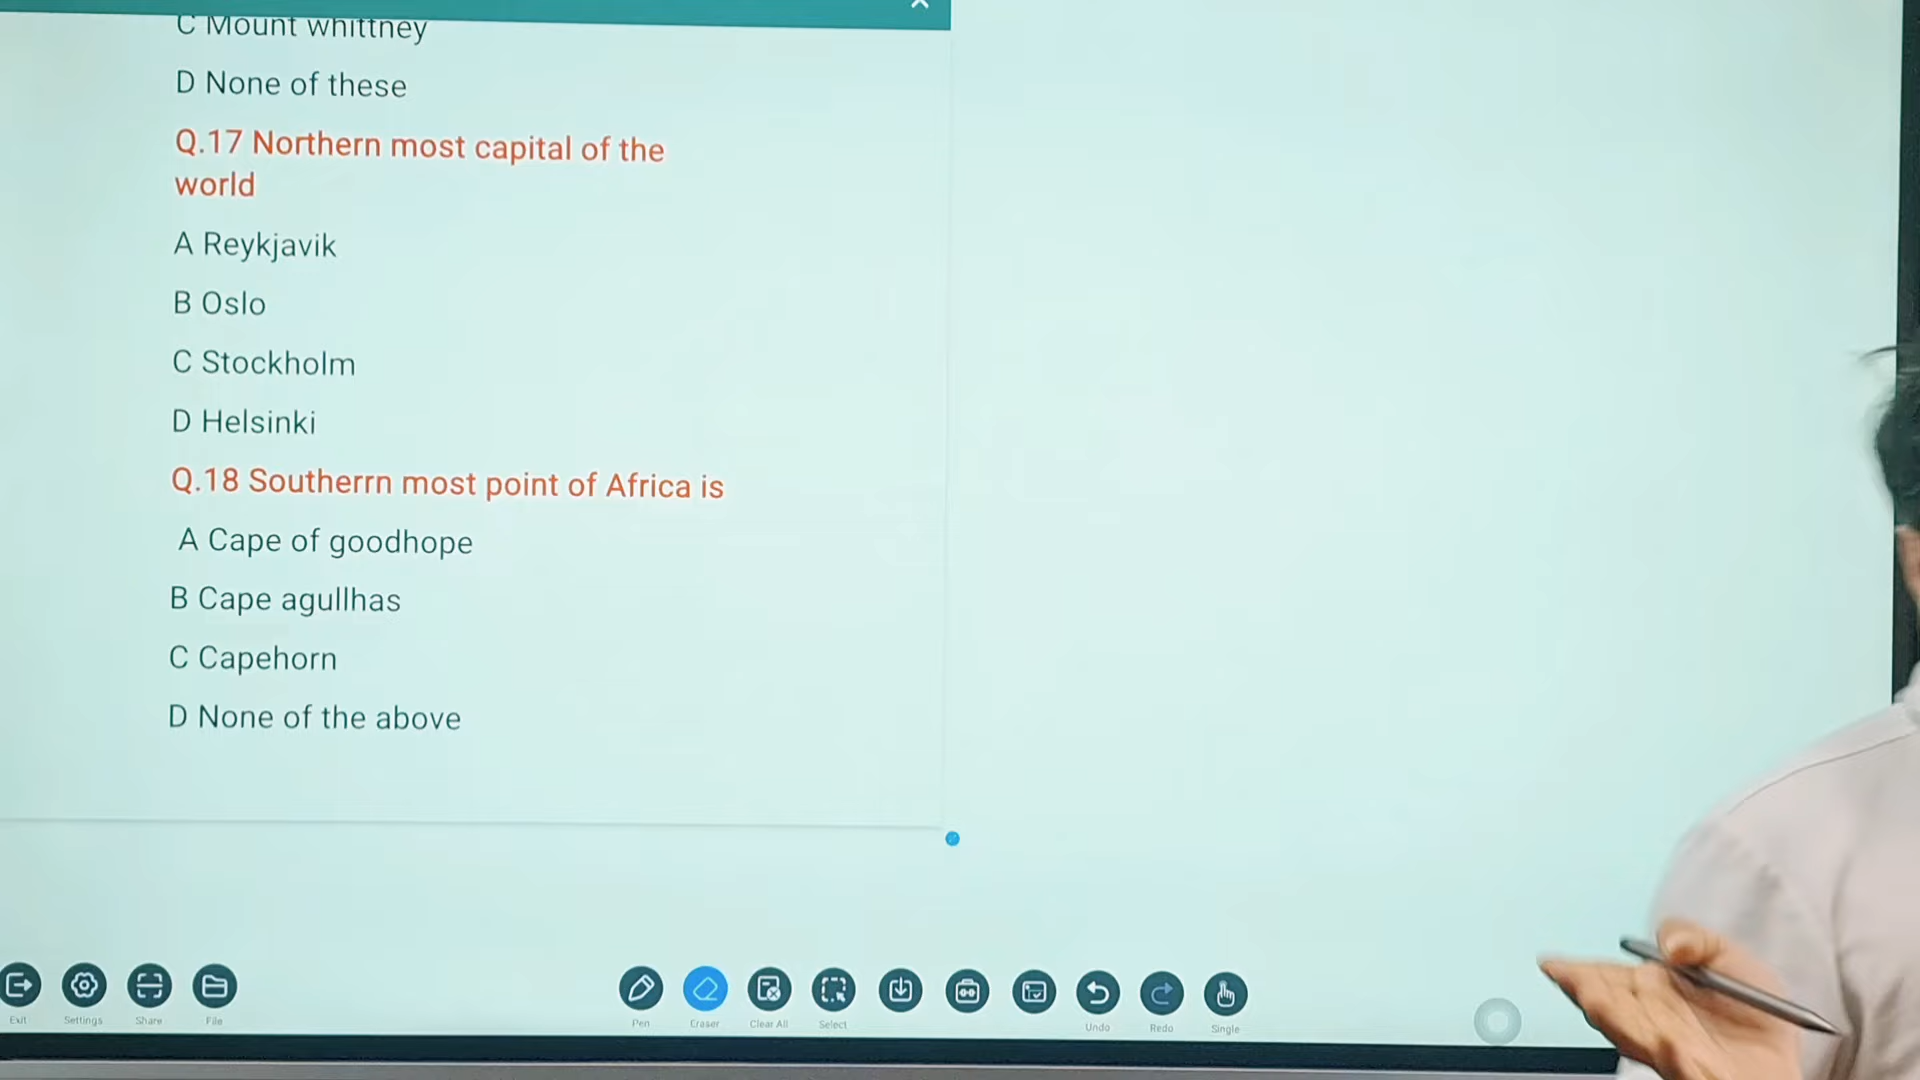 C Mount whittney
D None of these
Q.17 Northern most capital of the
world
A Reykjavik
B Oslo
C Stockholm
D Helsinki
Q.18 Southerrn most point of Africa is
A Cape of goodhope
B Cape agullhas
C Capehorn
D None of the above
Exit Settings Share File Pen Eraser Clear All Select Undo Redo Single